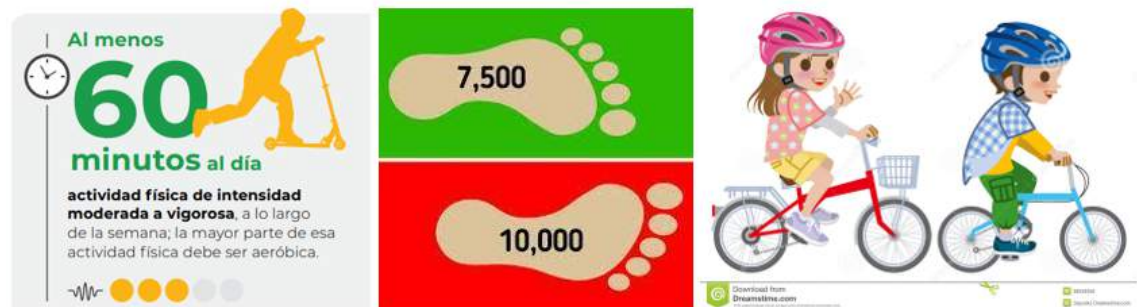 Al menos
60
minutos al día
actividad física de intensidad
moderada a vigorosa, a lo largo
de la semana; la mayor parte de esa
actividad física debe ser aeróbica.
7,500
10,000
Download from
Dreamstime.com